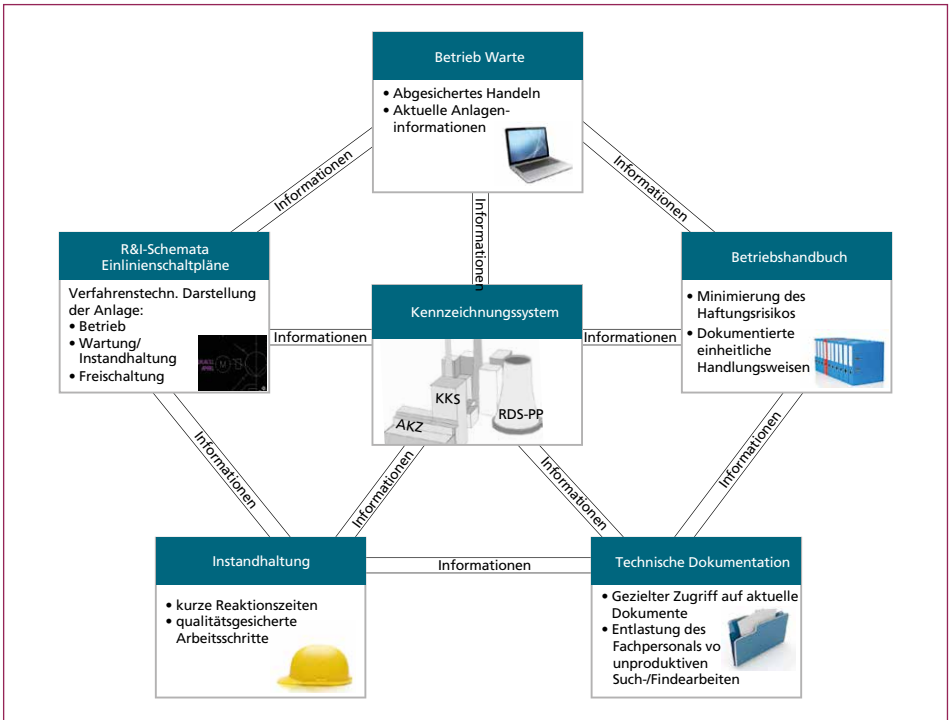 Betrieb Warte
• Abgesichertes Handeln
• Aktuelle Anlagen-
informationen
Informationen
Informationen
Informationen
R&I-Schemata
Einlinienschaltpläne
Verfahrenstechn. Darstellung
der Anlage:
• Betrieb
• Wartung/
Instandhaltung
• Freischaltung
Informationen
Kennzeichnungssystem
KKS
RDS-PP
AKZ
Informationen
Betriebshandbuch
• Minimierung des
Haftungsrisikos
• Dokumentierte
einheitliche
Handlungsweisen
Informationen
Informationen
Informationen
Informationen
Instandhaltung
• kurze Reaktionszeiten
• qualitätsgesicherte
Arbeitsschritte
Informationen
Technische Dokumentation
• Gezielter Zugriff auf aktuelle
Dokumente
• Entlastung des
Fachpersonals vo
unproduktiven
Such-/Findearbeiten